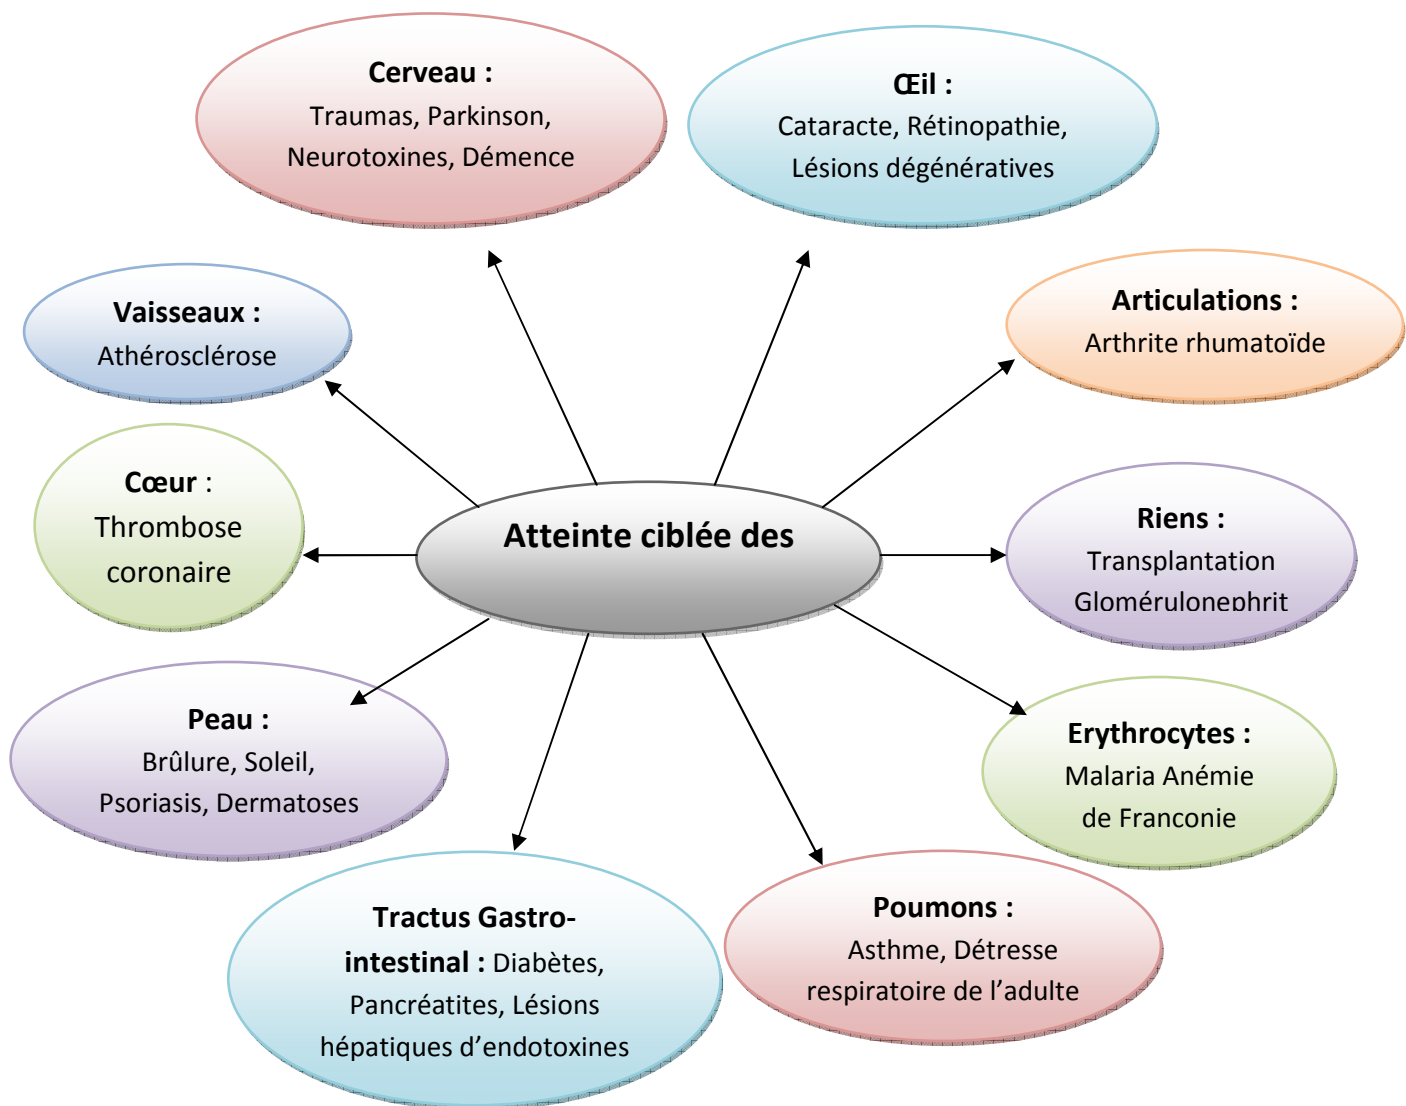 Cerveau :
Traumas, Parkinson,
Neurotoxines, Démence
Œil :
Cataracte, Rétinopathie,
Lésions dégénératives
Vaisseaux :
Athérosclérose
Articulations :
Arthrite rhumatoïde
Cœur :
Thrombose
coronaire
Atteinte ciblée des
Riens :
Transplantation
Glomérulonephrit
Peau :
Brûlure, Soleil,
Psoriasis, Dermatoses
Erythrocytes :
Malaria Anémie
de Franconie
Tractus Gastro-
intestinal : Diabètes,
Pancréatites, Lésions
hépatiques d’endotoxines
Poumons :
Asthme, Détresse
respiratoire de l’adulte